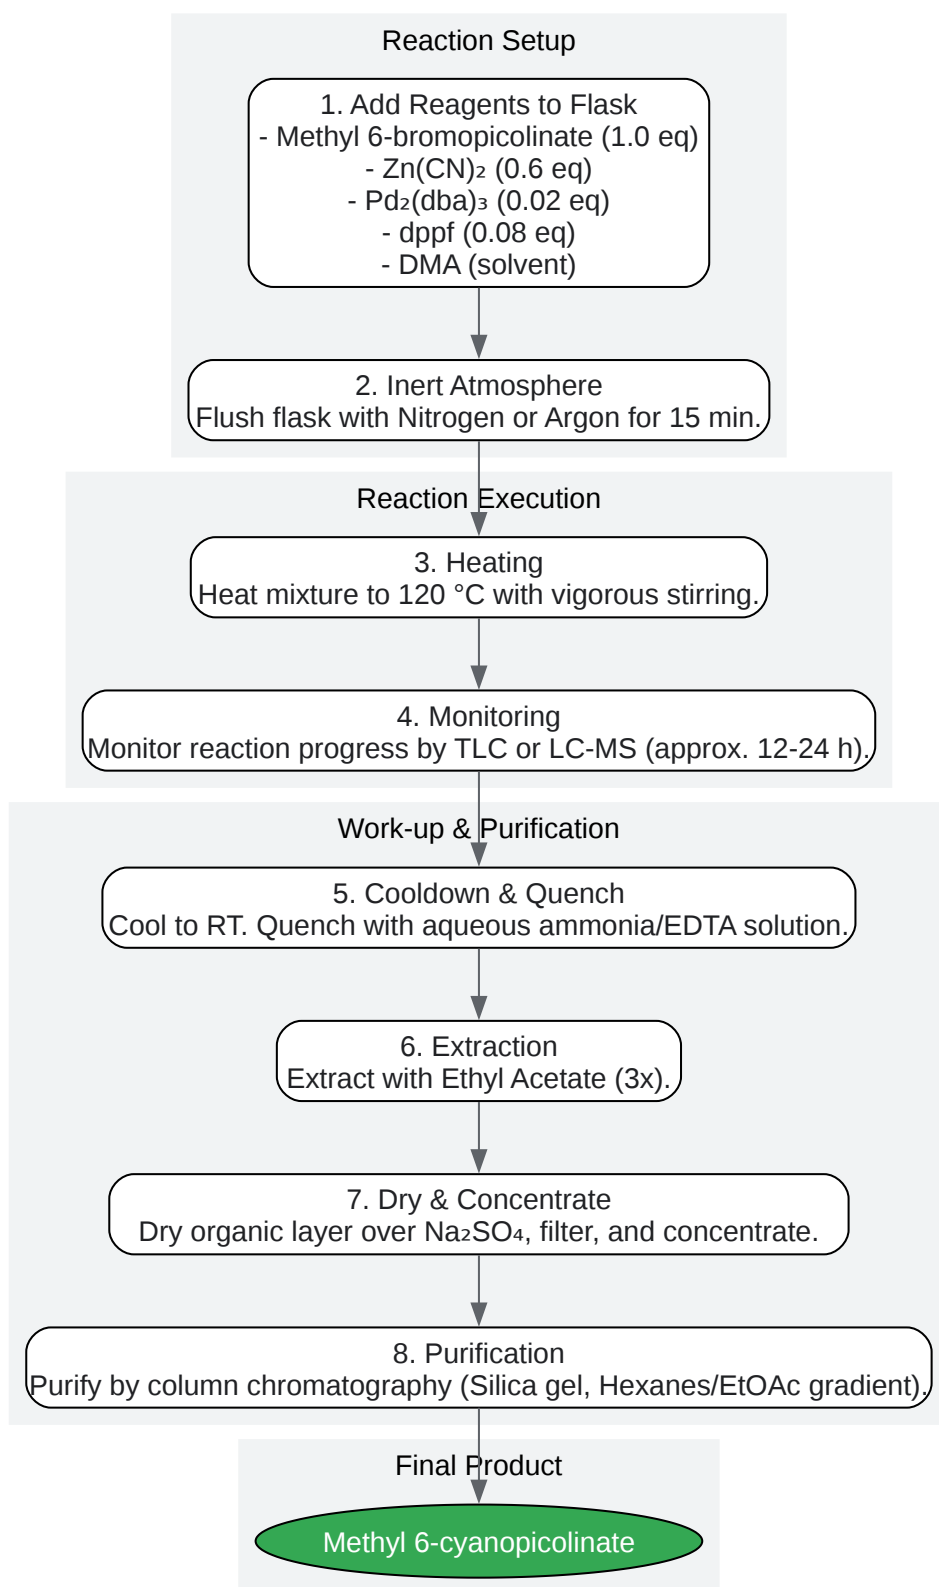 Reaction Setup
1. Add Reagents to Flask
- Methyl 6-bromopicolinate (1.0 eq)
- Zn(CN)₂ (0.6 eq)
- Pd₂(dba)₃ (0.02 eq)
- dppf (0.08 eq)
- DMA (solvent)
2. Inert Atmosphere
Flush flask with Nitrogen or Argon for 15 min.
Reaction Execution
3. Heating
Heat mixture to 120 °C with vigorous stirring.
4. Monitoring
Monitor reaction progress by TLC or LC-MS (approx. 12-24 h).
Work-up & Purification
5. Cooldown & Quench
Cool to RT. Quench with aqueous ammonia/EDTA solution.
6. Extraction
Extract with Ethyl Acetate (3x).
7. Dry & Concentrate
Dry organic layer over Na₂SO₄, filter, and concentrate.
8. Purification
Purify by column chromatography (Silica gel, Hexanes/EtOAc gradient).
Final Product
Methyl 6-cyanopicolinate